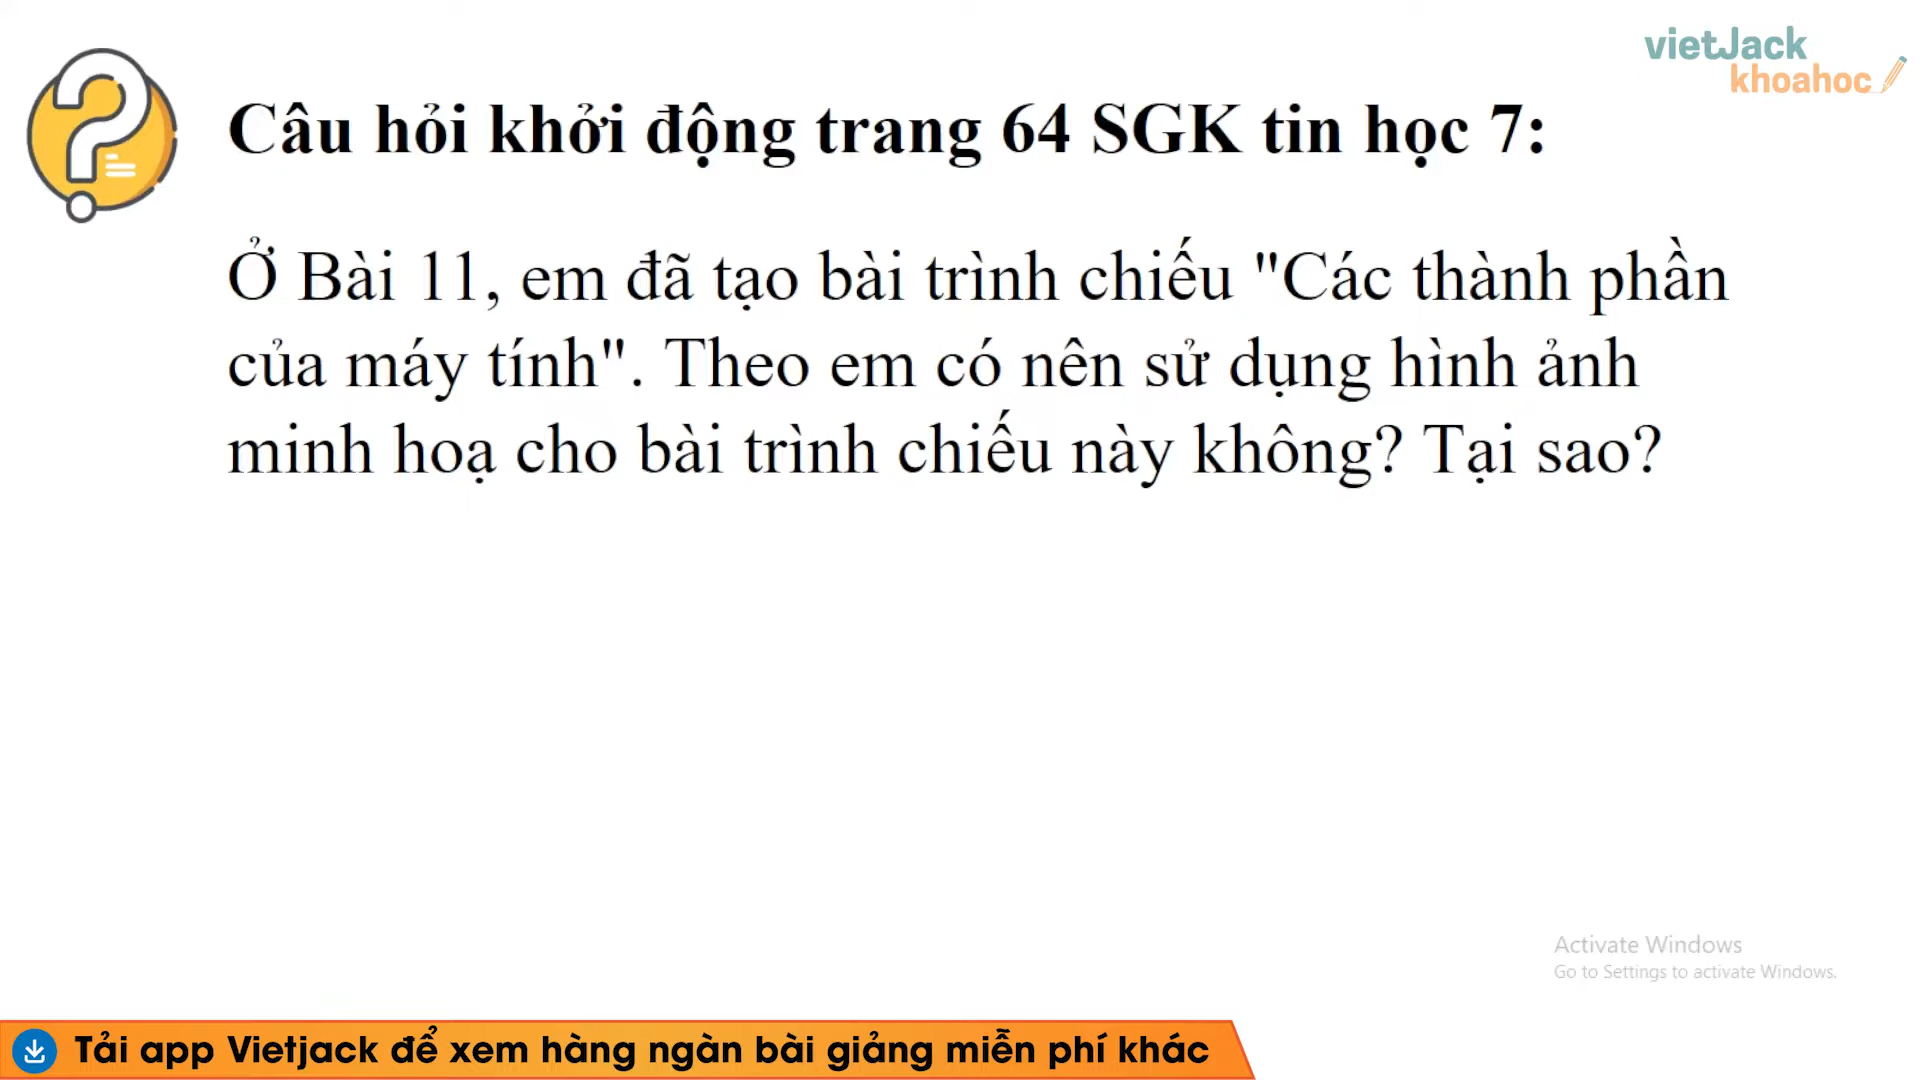 vietJack
khoahoc
Câu hỏi khởi động trang 64 SGK tin học 7:
Ở Bài 11, em đã tạo bài trình chiếu "Các thành phần
của máy tính". Theo em có nên sử dụng hình ảnh
minh hoạ cho bài trình chiếu này không? Tại sao?
Activate Windows
Go to Settings to activate Windows.
Tải app Vietjack để xem hàng ngàn bài giảng miễn phí khác